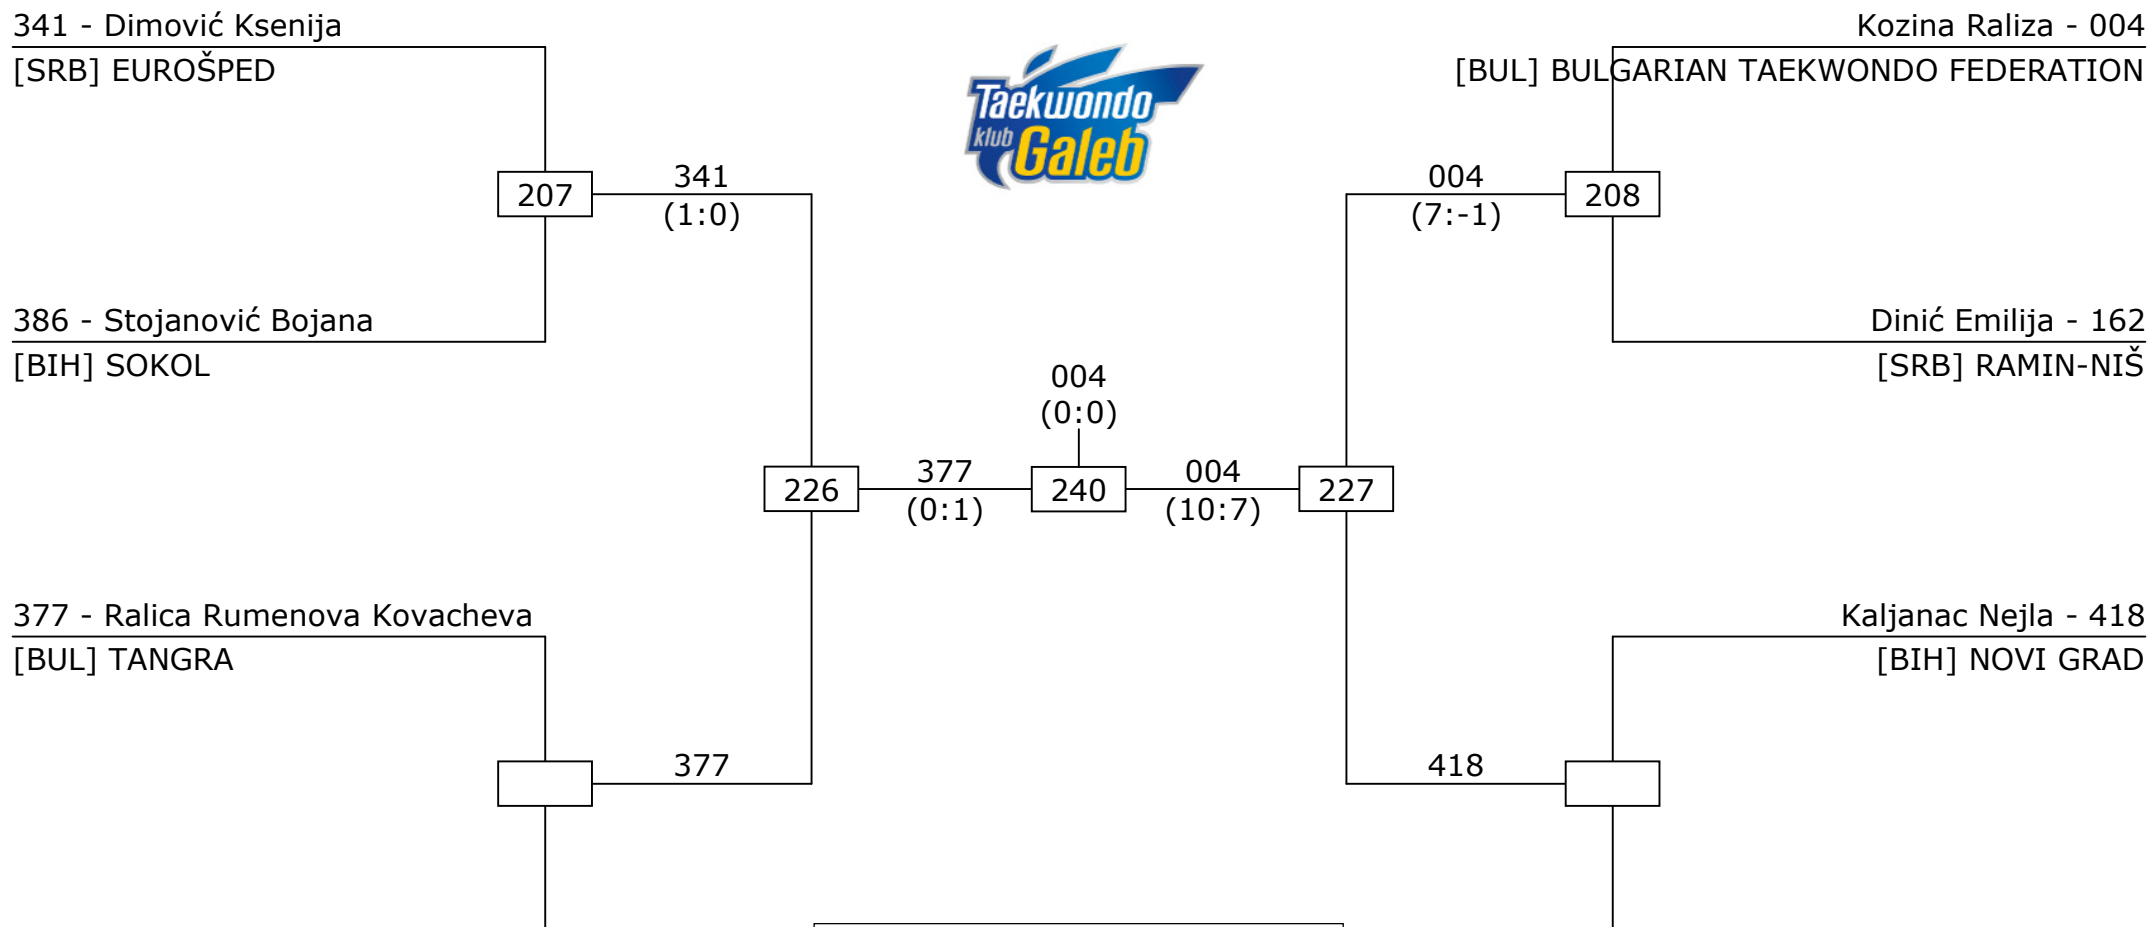 341 - Dimović Ksenija
[SRB] EUROŠPED
Kozina Raliza - 004
[BUL] BULGARIAN TAEKWONDO FEDERATION
Taekwondo
klub
Galeb
207
341
(1:0)
004
(7:-1)
208
386 - Stojanović Bojana
[BIH] SOKOL
Dinić Emilija - 162
[SRB] RAMIN-NIŠ
004
(0:0)
226
377
(0:1)
240
004
(10:7)
227
377 - Ralica Rumenova Kovacheva
[BUL] TANGRA
Kaljanac Nejla - 418
[BIH] NOVI GRAD
377
418